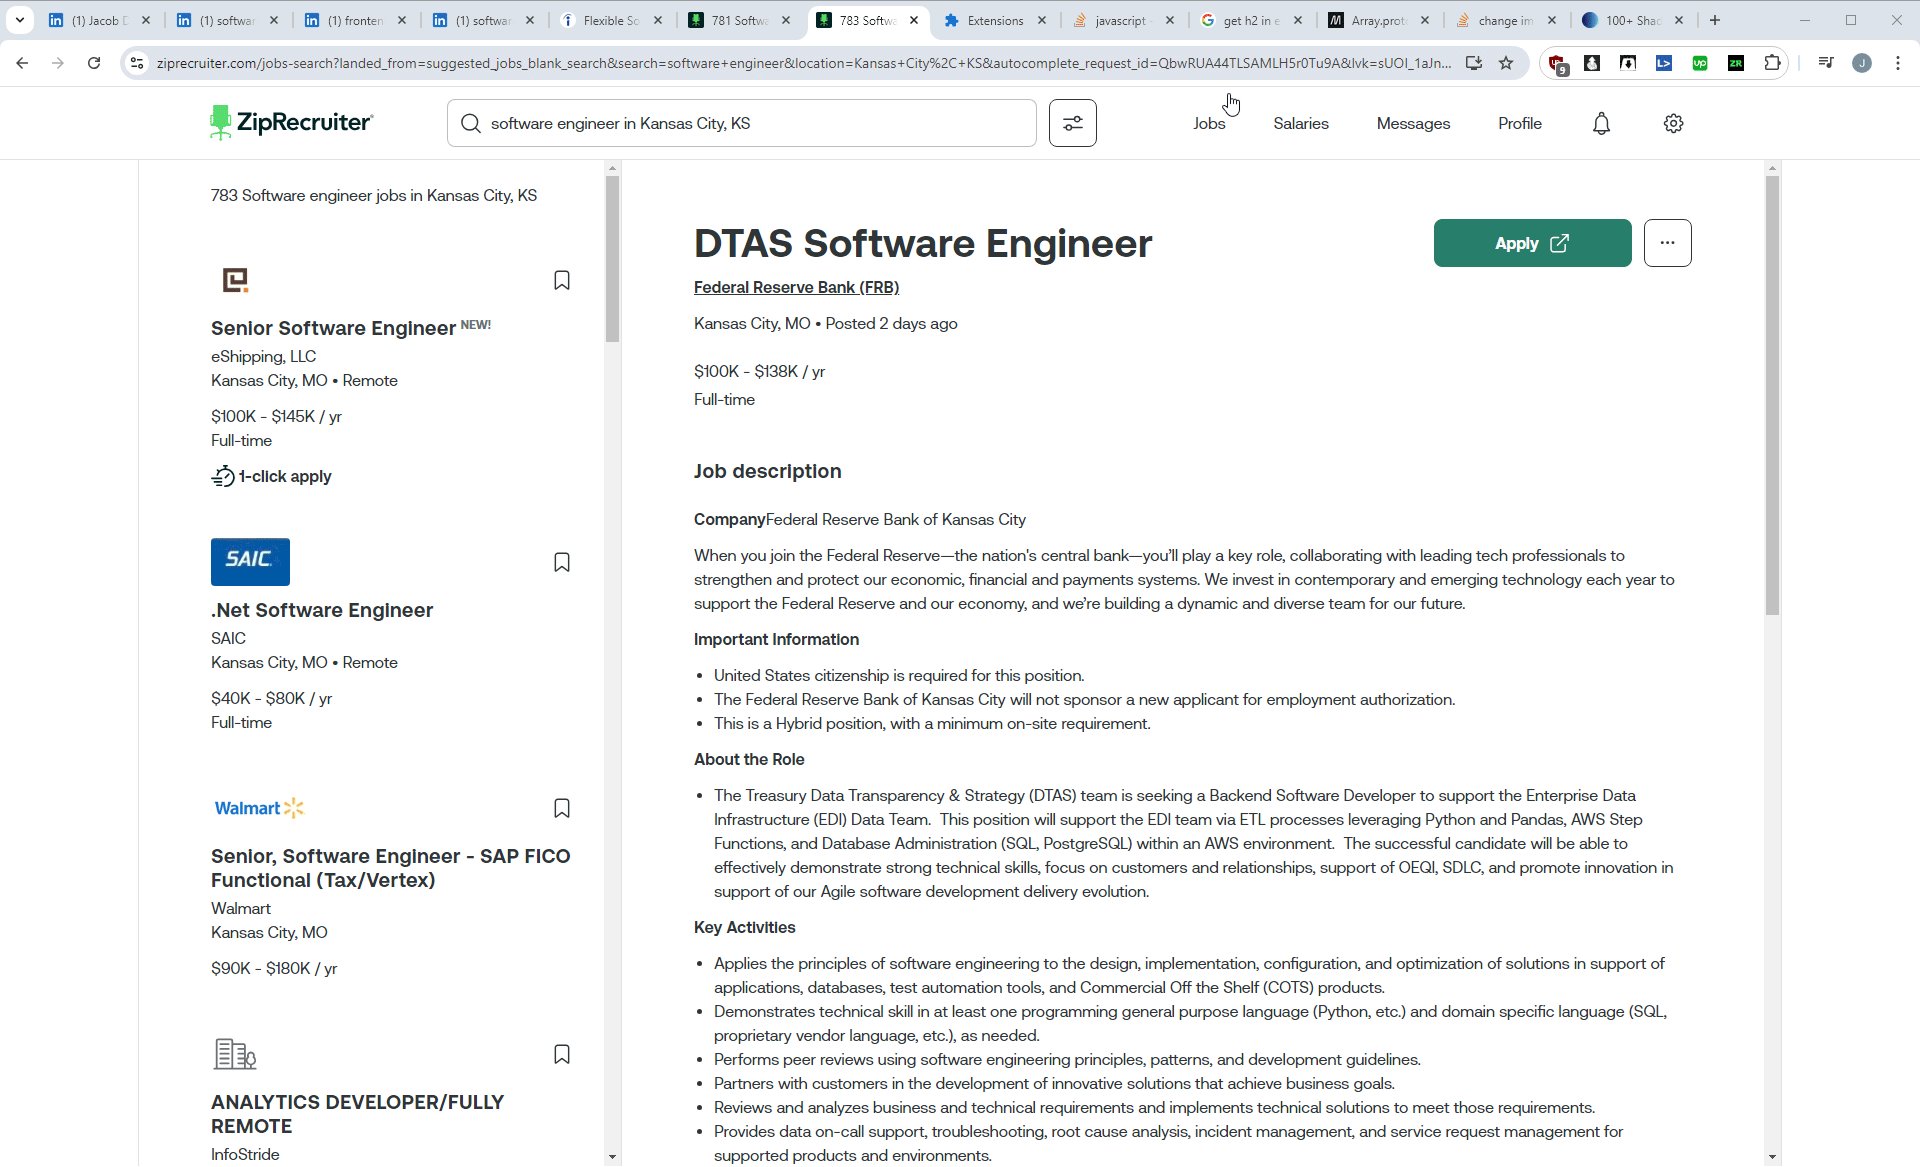 (1) Jacob D
(1) softwar
(1) fronten
(1) softwar
Flexible So
781 Softwa
783 Softwa
Extensions
javascript -
get h2 in e
Array.prot
change im
100+ Shad
ziprecruiter.com/jobs-search?landed_from=suggested_jobs_blank_search&search=software+engineer&location=Kansas+City%2C+KS&autocomplete_request_id=QbwRUA44TLSAMLH5r0Tu9A&lvk=sUOI_1aJn...
9
L>
up
ZR
J
ZipRecruiter
software engineer in Kansas City, KS
Jobs
Salaries
Messages
Profile
783 Software engineer jobs in Kansas City, KS
Senior Software Engineer NEW!
eShipping, LLC
Kansas City, MO • Remote
$100K - $145K / yr
Full-time
1-click apply
SAIC
.Net Software Engineer
SAIC
Kansas City, MO • Remote
$40K - $80K / yr
Full-time
Walmart
Senior, Software Engineer - SAP FICO
Functional (Tax/Vertex)
Walmart
Kansas City, MO
$90K - $180K / yr
ANALYTICS DEVELOPER/FULLY
REMOTE
InfoStride
DTAS Software Engineer
Apply
Federal Reserve Bank (FRB)
Kansas City, MO • Posted 2 days ago
$100K - $138K / yr
Full-time
Job description
CompanyFederal Reserve Bank of Kansas City
When you join the Federal Reserve—the nation's central bank—you’ll play a key role, collaborating with leading tech professionals to
strengthen and protect our economic, financial and payments systems. We invest in contemporary and emerging technology each year to
support the Federal Reserve and our economy, and we’re building a dynamic and diverse team for our future.
Important Information
• United States citizenship is required for this position.
• The Federal Reserve Bank of Kansas City will not sponsor a new applicant for employment authorization.
• This is a Hybrid position, with a minimum on-site requirement.
About the Role
• The Treasury Data Transparency & Strategy (DTAS) team is seeking a Backend Software Developer to support the Enterprise Data
Infrastructure (EDI) Data Team.  This position will support the EDI team via ETL processes leveraging Python and Pandas, AWS Step
Functions, and Database Administration (SQL, PostgreSQL) within an AWS environment.  The successful candidate will be able to
effectively demonstrate strong technical skills, focus on customers and relationships, support of OEQI, SDLC, and promote innovation in
support of our Agile software development delivery evolution.
Key Activities
• Applies the principles of software engineering to the design, implementation, configuration, and optimization of solutions in support of
applications, databases, test automation tools, and Commercial Off the Shelf (COTS) products.
• Demonstrates technical skill in at least one programming general purpose language (Python, etc.) and domain specific language (SQL,
proprietary vendor language, etc.), as needed.
• Performs peer reviews using software engineering principles, patterns, and development guidelines.
• Partners with customers in the development of innovative solutions that achieve business goals.
• Reviews and analyzes business and technical requirements and implements technical solutions to meet those requirements.
• Provides data on-call support, troubleshooting, root cause analysis, incident management, and service request management for
supported products and environments.